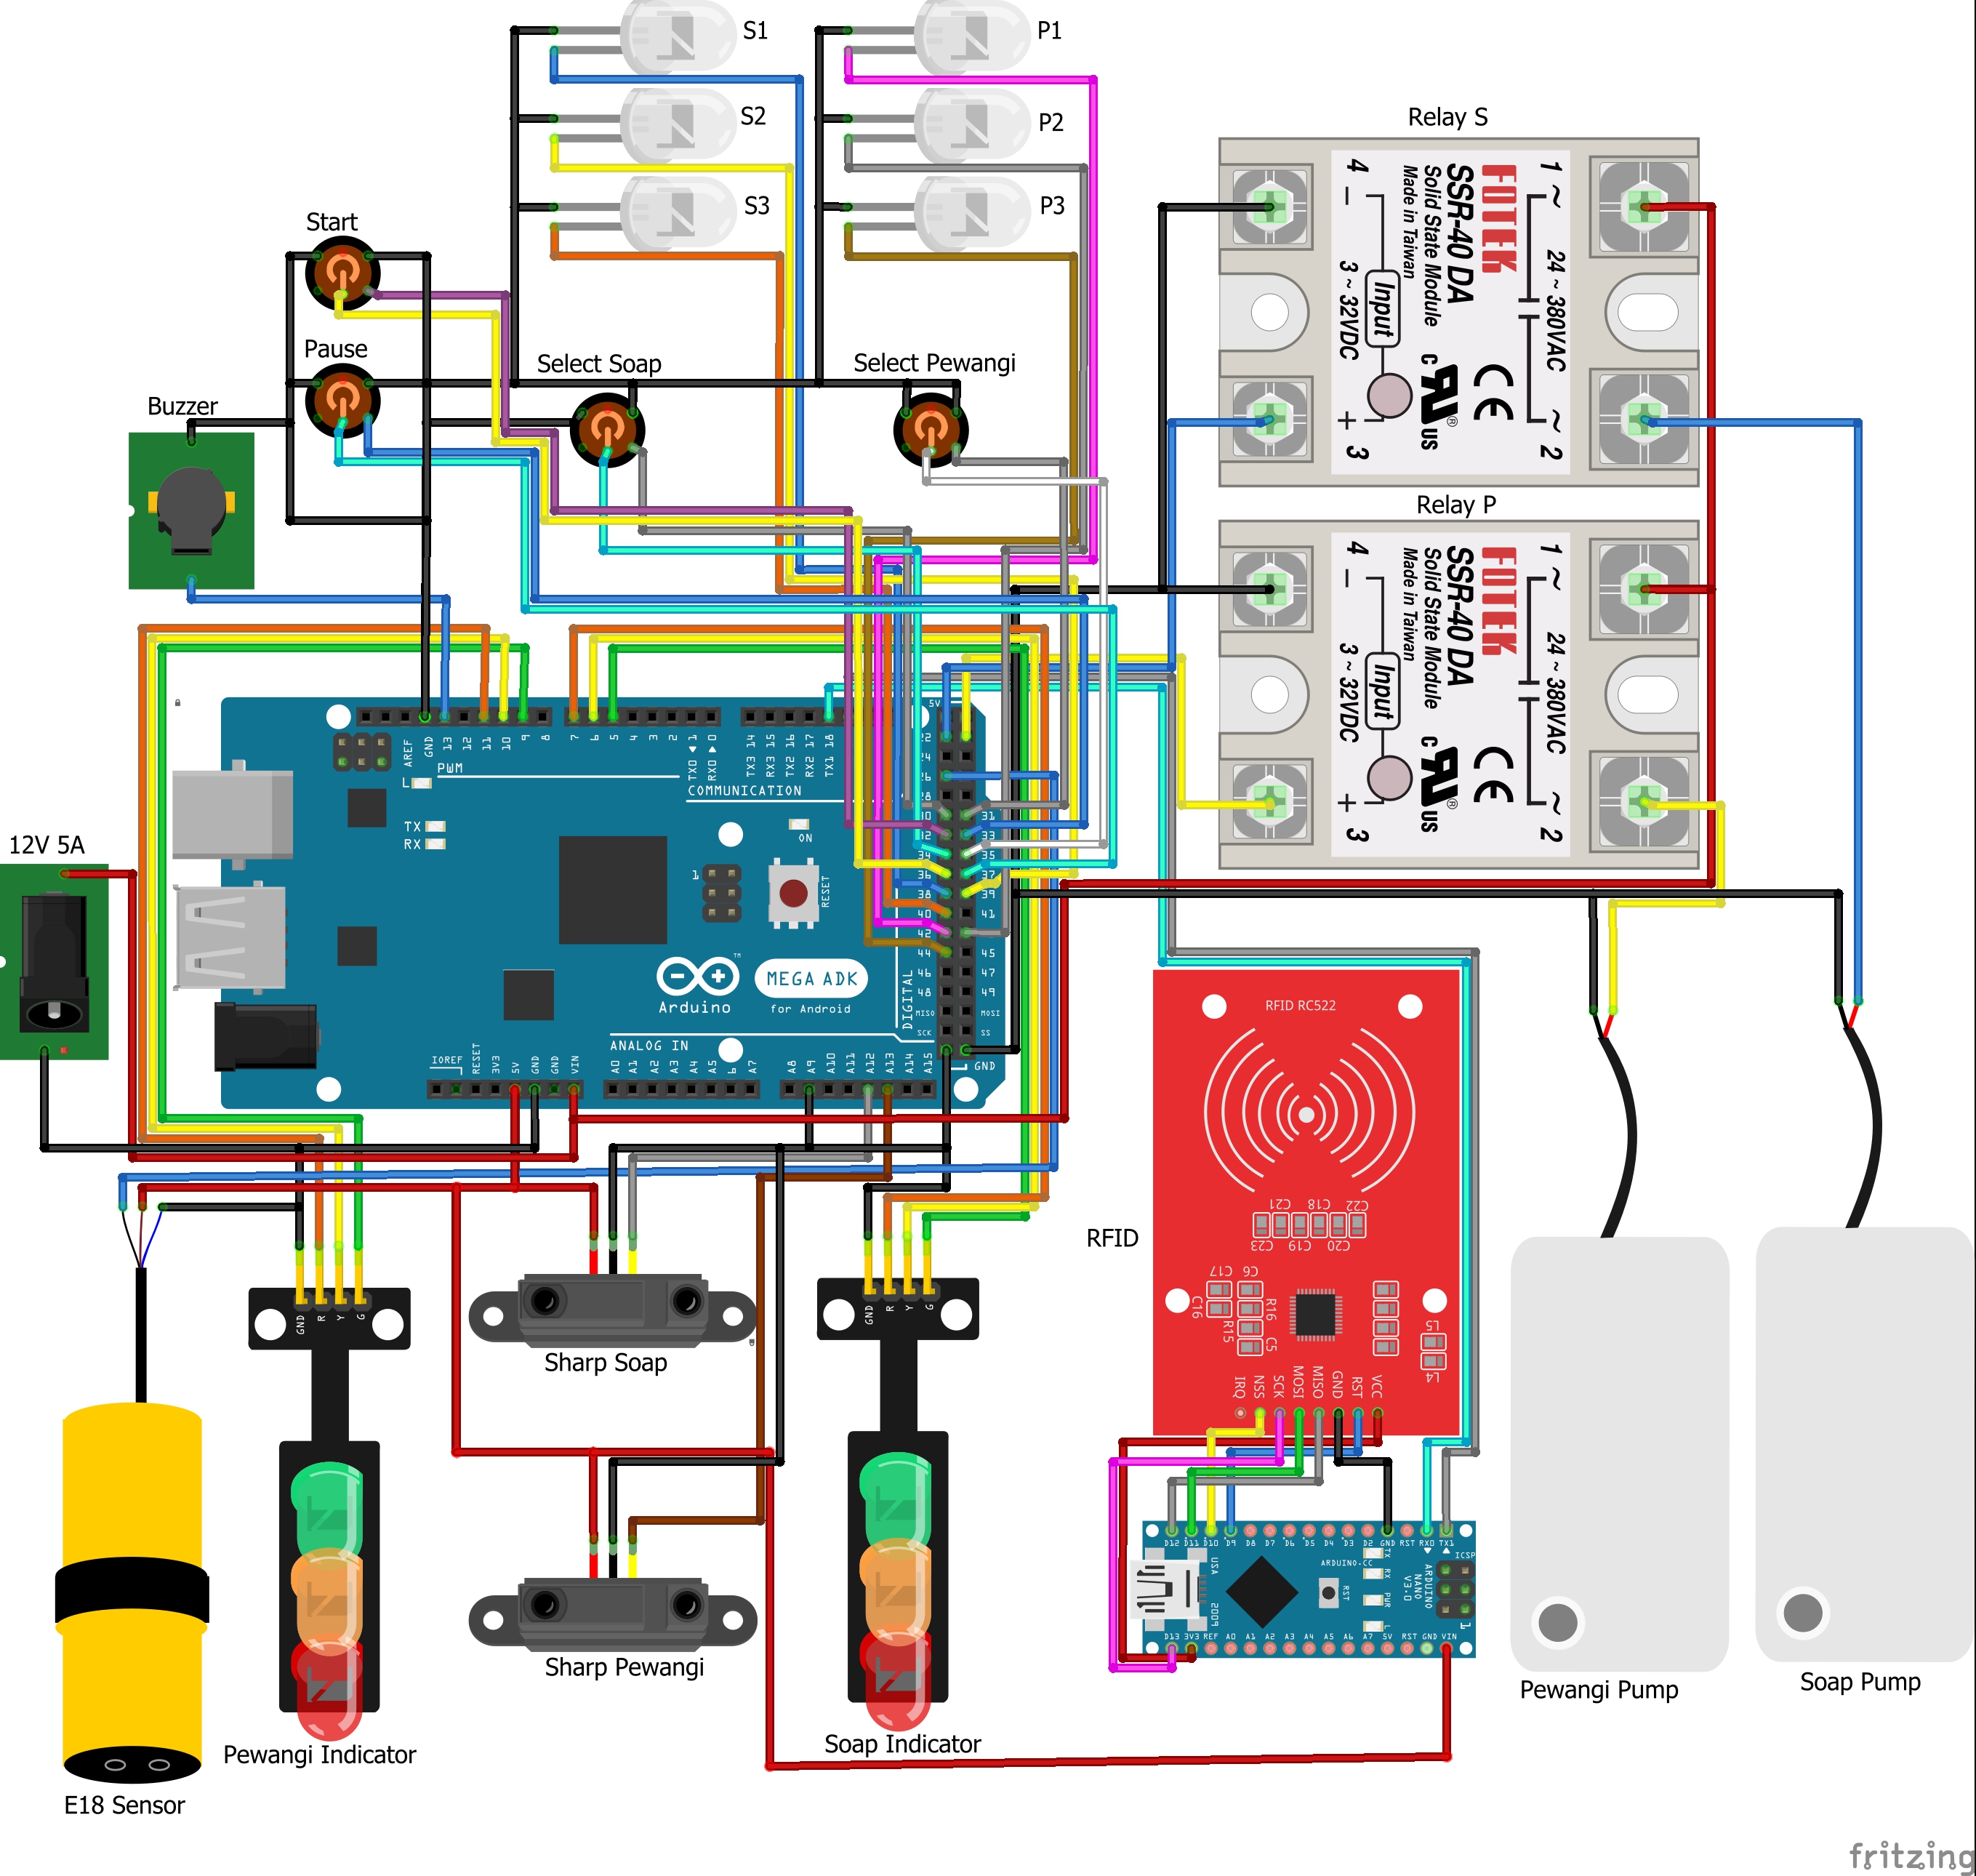 S1
P1
S2
P2
S3
P3
Relay S
FOTEK
SSR-40 DA
Solid State Module
Made in Taiwan
1 ~
24 ~ 380VAC
~ 2
4 −
3 ~ 32VDC
Input
+ 3
c UR ® US
CE
Start
Pause
Select Soap
Select Pewangi
Buzzer
Relay P
FOTEK
SSR-40 DA
Solid State Module
Made in Taiwan
1 ~
24 ~ 380VAC
~ 2
4 −
3 ~ 32VDC
Input
+ 3
c UR ® US
CE
12V 5A
AREF
GND
13
12
11
10
9
8
7
6
5
4
3
2
TX0 1
RX0 0
TX3 14
RX3 15
TX2 16
RX2 17
TX1 18
5V
PWM
L
COMMUNICATION
TX
RX
ON
1
RESET
31
33
34
35
36
37
38
39
40
41
42
44
45
46
47
48
49
MISO
MOSI
SCK
SS
GND
DIGITAL
Arduino
TM
MEGA ADK
for Android
ANALOG IN
IOREF
RESET
3V3
5V
GND
GND
VIN
A0
A1
A2
A3
A4
A5
6
A7
A8
A9
A10
A11
A12
A13
A14
A15
RFID RC522
C21
C18
C22
C23
C19
C20
C17
C6
C16
R16
R15
C5
L5
L4
IRQ
NSS
SCK
MOSI
MISO
GND
RST
VCC
RFID
GND
R
Y
G
GND
R
Y
G
Sharp Soap
Sharp Pewangi
D12
D11
D10
D9
D8
D7
D6
D5
D4
D3
D2
GND
RST
RX0
TX1
ARDUINO.CC
ARDUINO
NANO
V3.0
ICSP
USA
2009
RST
TX
RX
PWR
L
1
D13
3V3
REF
A0
A1
A2
A3
A4
A5
A6
A7
5V
RST
GND
VIN
Pewangi Pump
Soap Pump
Pewangi Indicator
Soap Indicator
E18 Sensor
fritzing